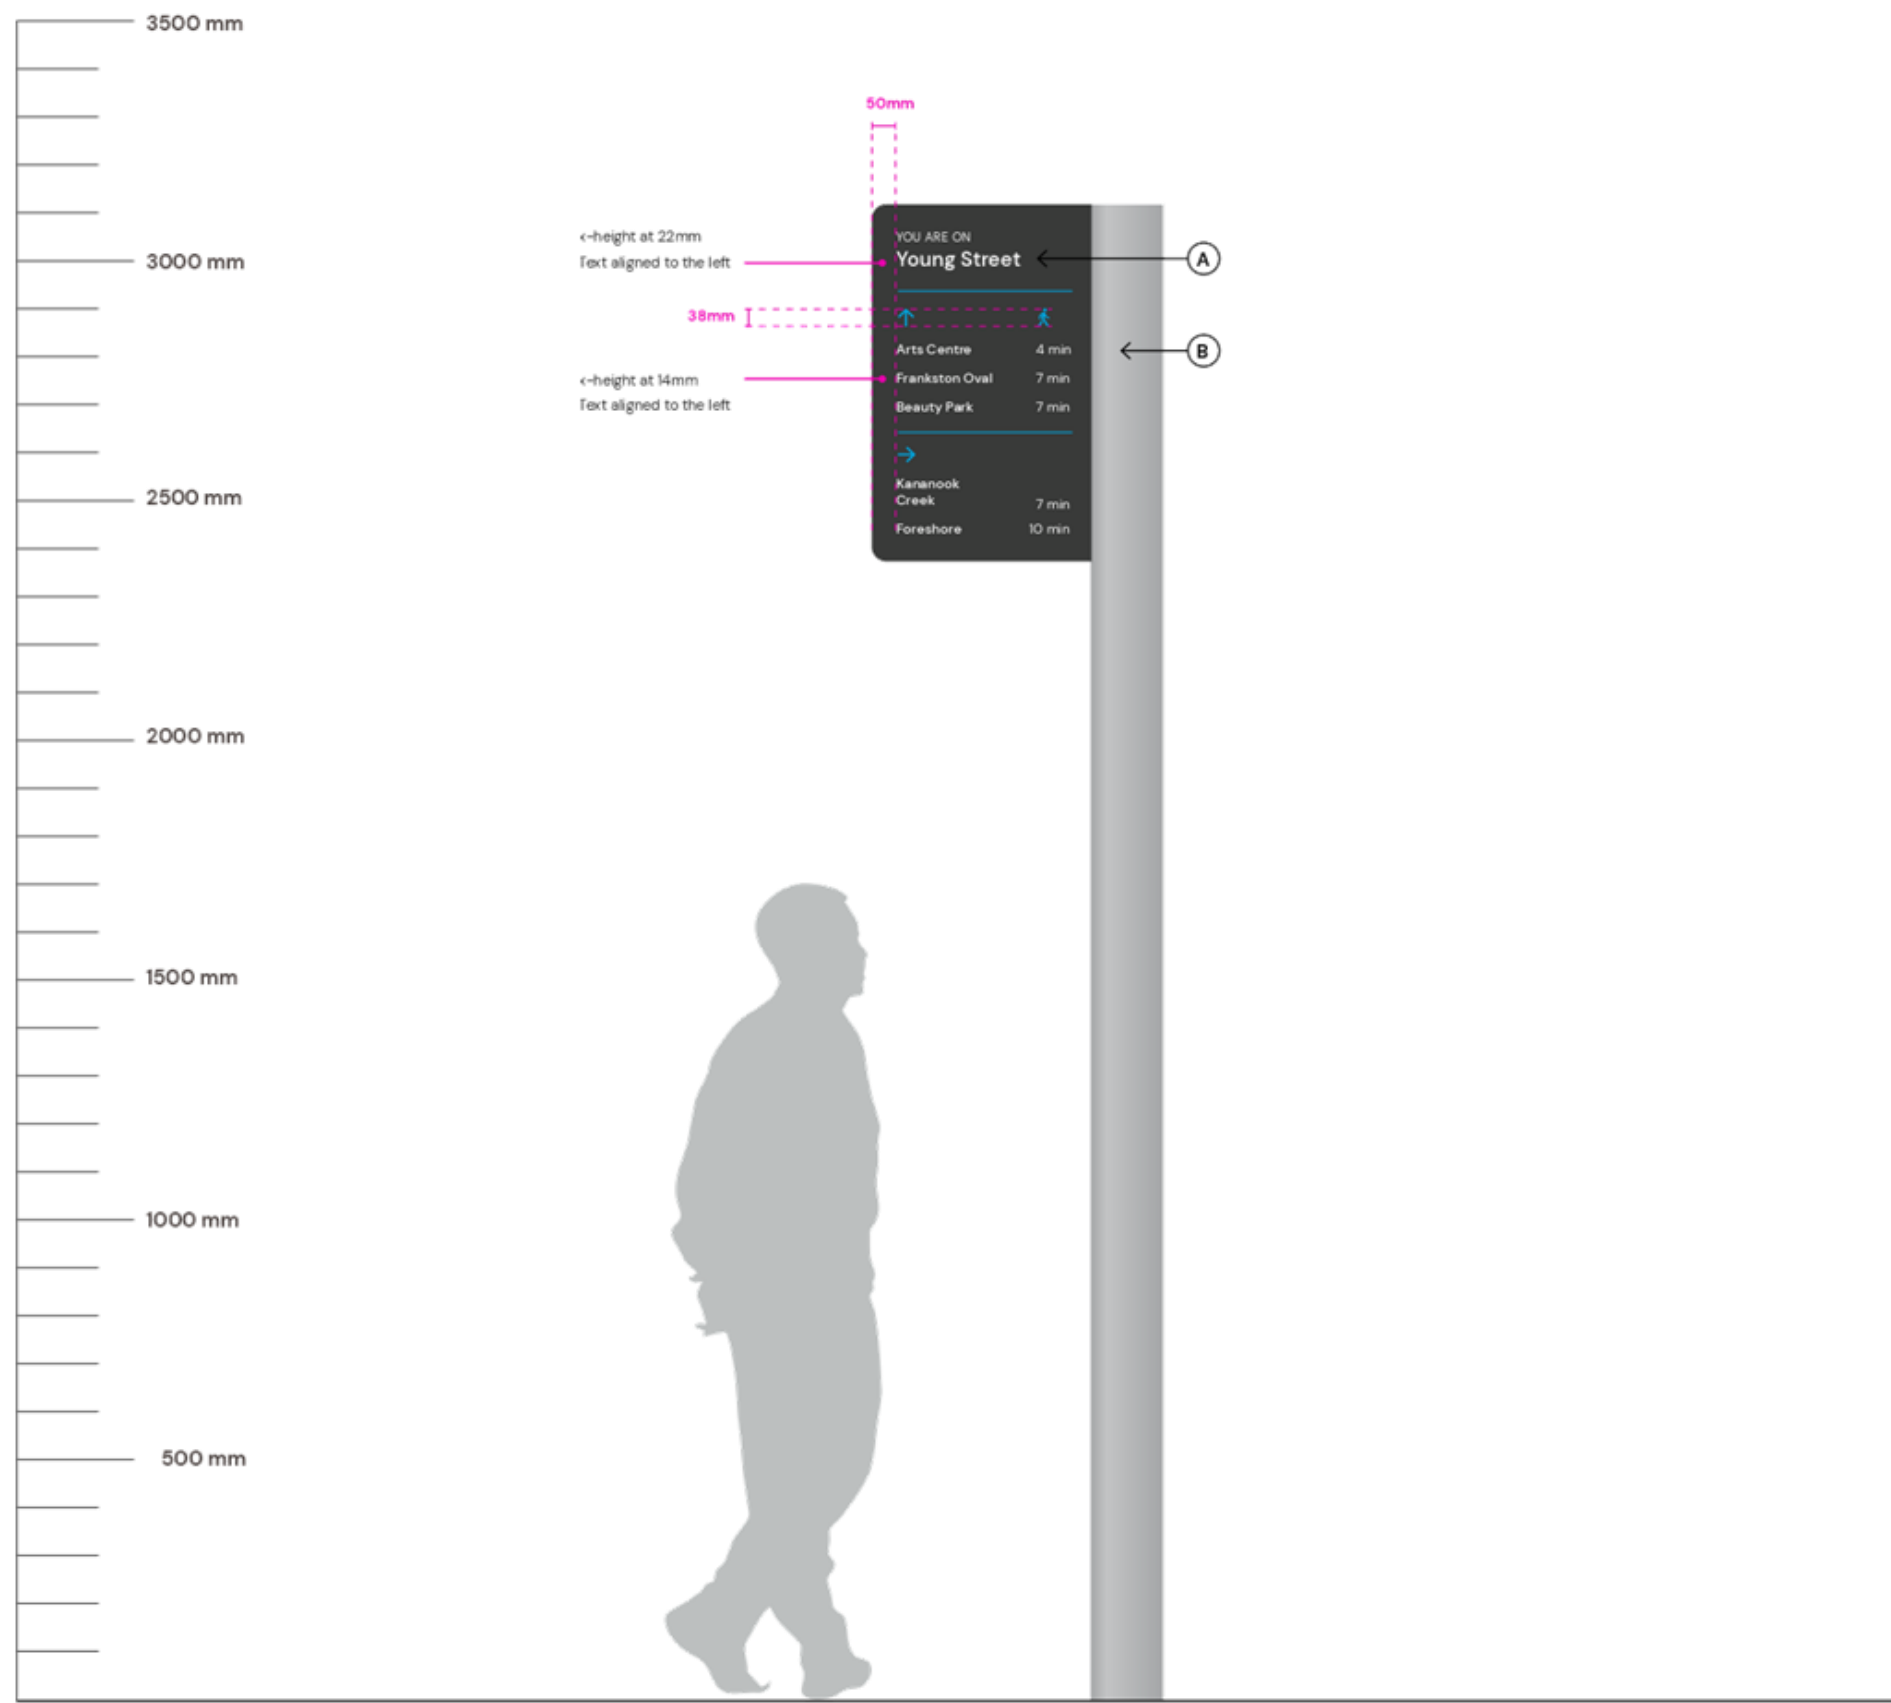 3500 mm
50mm
YOU ARE ON
Young Street
A
x-height at 22mm
Text aligned to the left
3000 mm
38mm
Arts Centre 4 min
B
Frankston Oval 7 min
x-height at 14mm
Text aligned to the left
Beauty Park 7 min
Kananook
Creek 7 min
2500 mm
Foreshore 10 min
2000 mm
1500 mm
1000 mm
500 mm